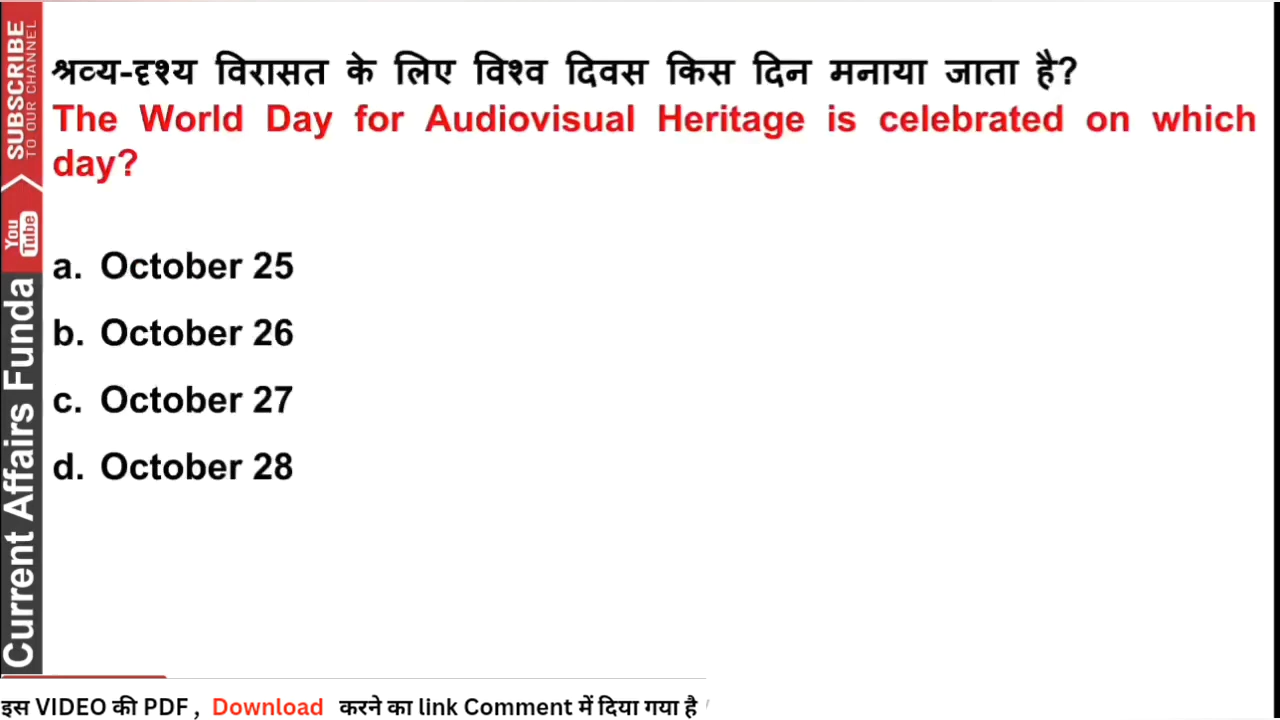 श्रव्य-दृश्य विरासत के लिए विश्व दिवस किस दिन मनाया जाता है?
The World Day for Audiovisual Heritage is celebrated on which
day?
a. October 25
b. October 26
c. October 27
d. October 28
SUBSCRIBE
TO OUR CHANNEL
You
Tube
Current Affairs Funda
इस VIDEO की PDF , Download करने का link Comment में दिया गया है